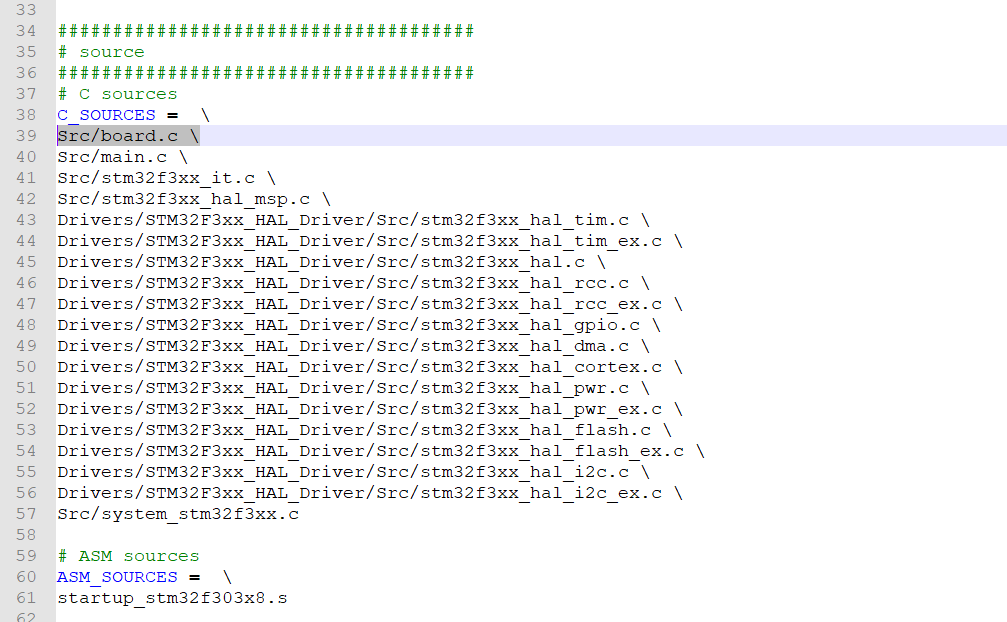 33
34 ######################################
35 # source
36 ######################################
37 # C sources
38 C_SOURCES =  \
39 Src/board.c \
40 Src/main.c \
41 Src/stm32f3xx_it.c \
42 Src/stm32f3xx_hal_msp.c \
43 Drivers/STM32F3xx_HAL_Driver/Src/stm32f3xx_hal_tim.c \
44 Drivers/STM32F3xx_HAL_Driver/Src/stm32f3xx_hal_tim_ex.c \
45 Drivers/STM32F3xx_HAL_Driver/Src/stm32f3xx_hal.c \
46 Drivers/STM32F3xx_HAL_Driver/Src/stm32f3xx_hal_rcc.c \
47 Drivers/STM32F3xx_HAL_Driver/Src/stm32f3xx_hal_rcc_ex.c \
48 Drivers/STM32F3xx_HAL_Driver/Src/stm32f3xx_hal_gpio.c \
49 Drivers/STM32F3xx_HAL_Driver/Src/stm32f3xx_hal_dma.c \
50 Drivers/STM32F3xx_HAL_Driver/Src/stm32f3xx_hal_cortex.c \
51 Drivers/STM32F3xx_HAL_Driver/Src/stm32f3xx_hal_pwr.c \
52 Drivers/STM32F3xx_HAL_Driver/Src/stm32f3xx_hal_pwr_ex.c \
53 Drivers/STM32F3xx_HAL_Driver/Src/stm32f3xx_hal_flash.c \
54 Drivers/STM32F3xx_HAL_Driver/Src/stm32f3xx_hal_flash_ex.c \
55 Drivers/STM32F3xx_HAL_Driver/Src/stm32f3xx_hal_i2c.c \
56 Drivers/STM32F3xx_HAL_Driver/Src/stm32f3xx_hal_i2c_ex.c \
57 Src/system_stm32f3xx.c
58
59 # ASM sources
60 ASM_SOURCES =  \
61 startup_stm32f303x8.s
62